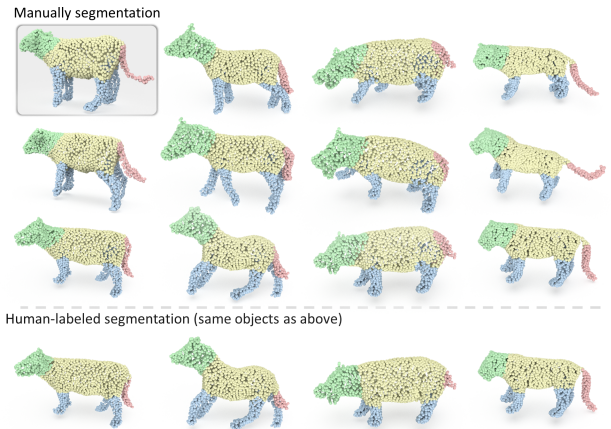 Manually segmentation
Human-labeled segmentation (same objects as above)